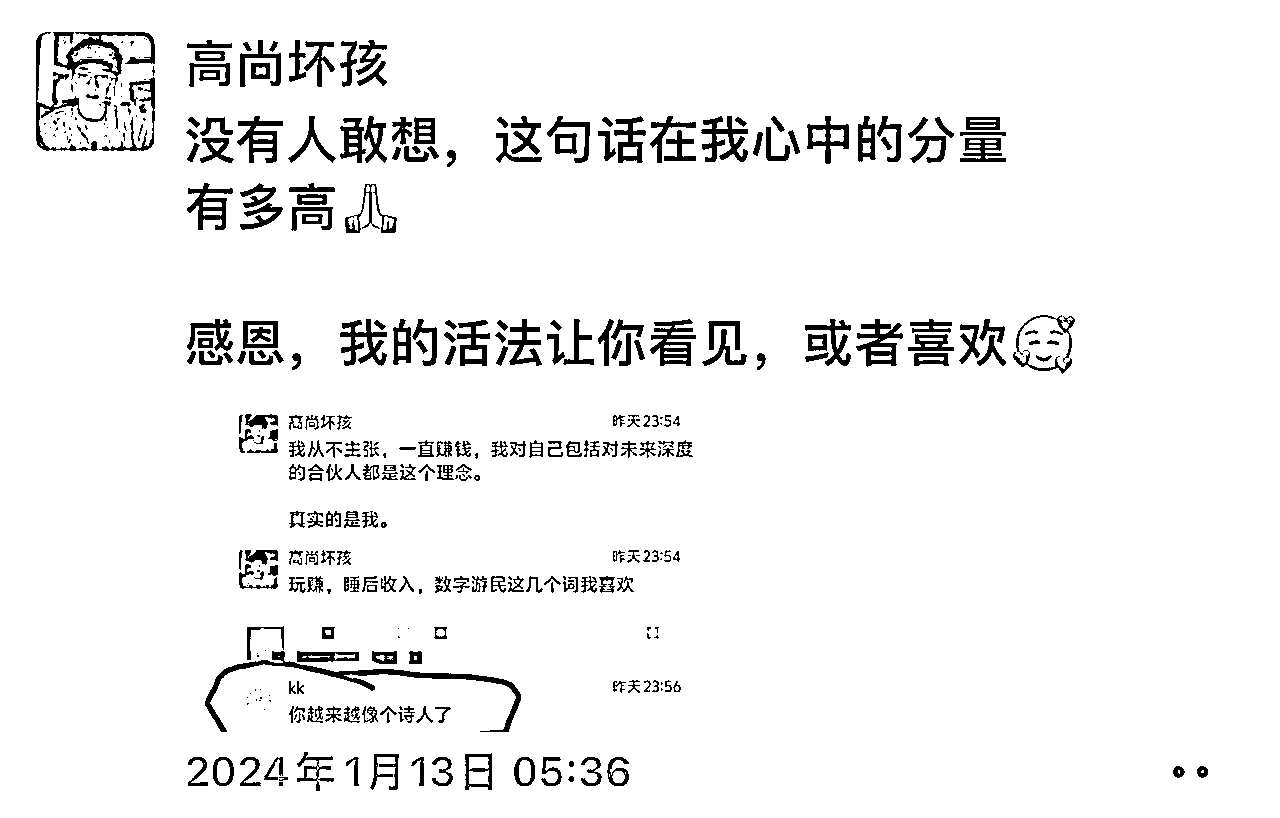 高尚坏孩
没有人敢想，这句话在我心中的分量
有多高🙏
感恩，我的活法让你看见，或者喜欢🥰
高尚坏孩 昨天23:54
我从不主张，一直赚钱，我对自己包括对未来深度
的合伙人都是这个理念。
真实的是我。
高尚坏孩 昨天23:54
玩赚，睡后收入，数字游民这几个词我喜欢
kk 昨天23:56
你越来越像个诗人了
2024年1月13日 05:36